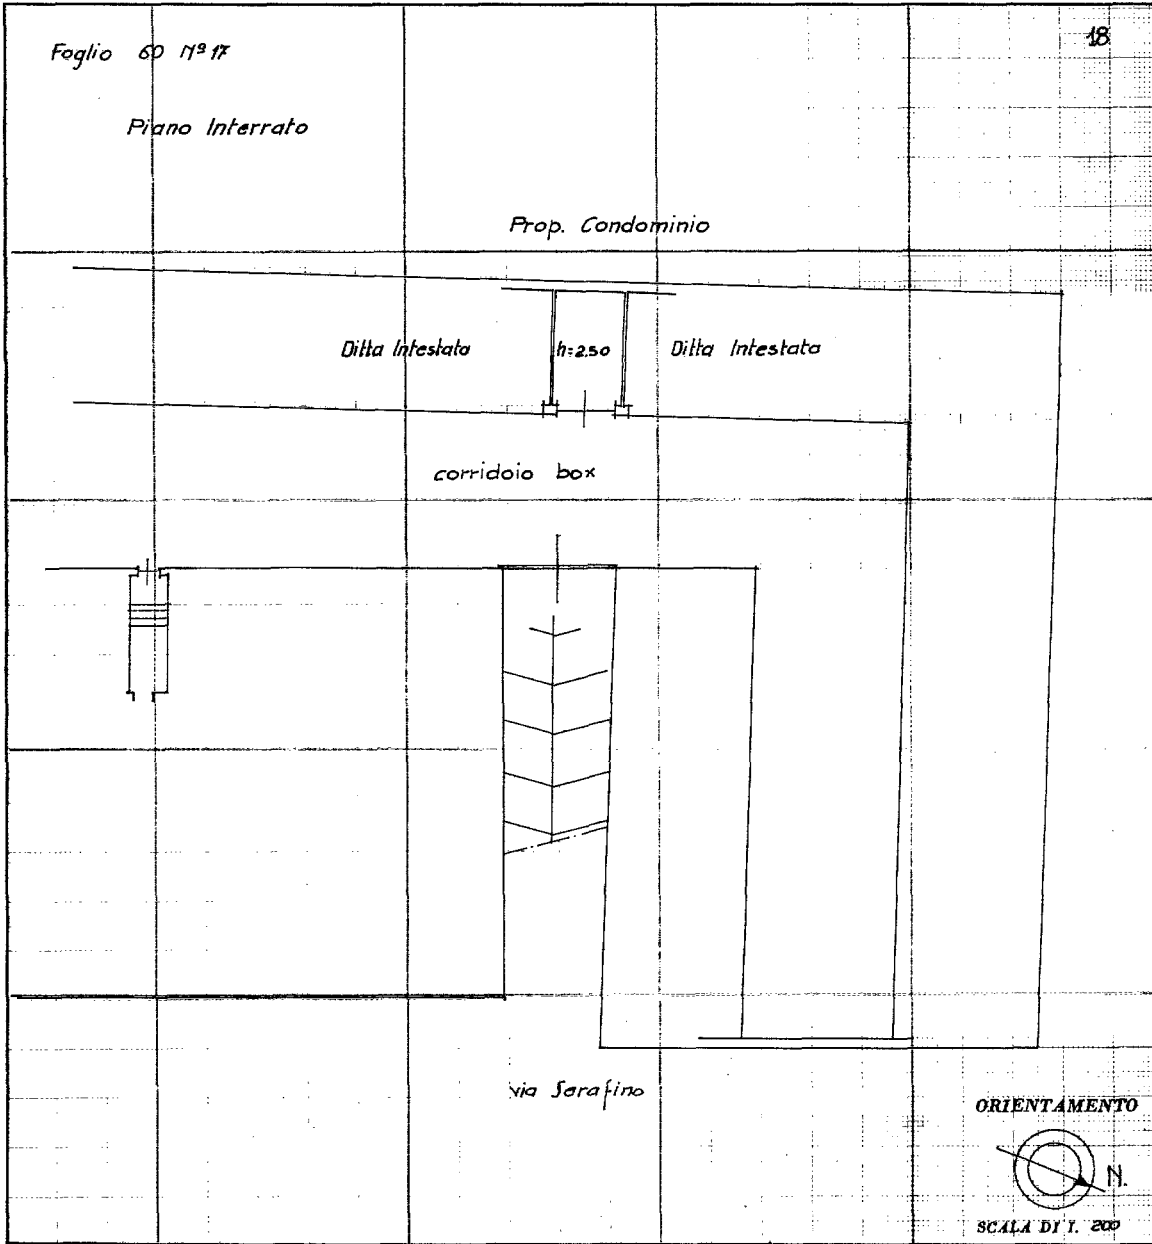 18
Foglio 60 Nº 17
Piano Interrato
Prop. Condominio
Ditta Intestata h=2.50 Ditta Intestata
corridoio box
via Serafino
ORIENTAMENTO
N.
SCALA DI 1. 200